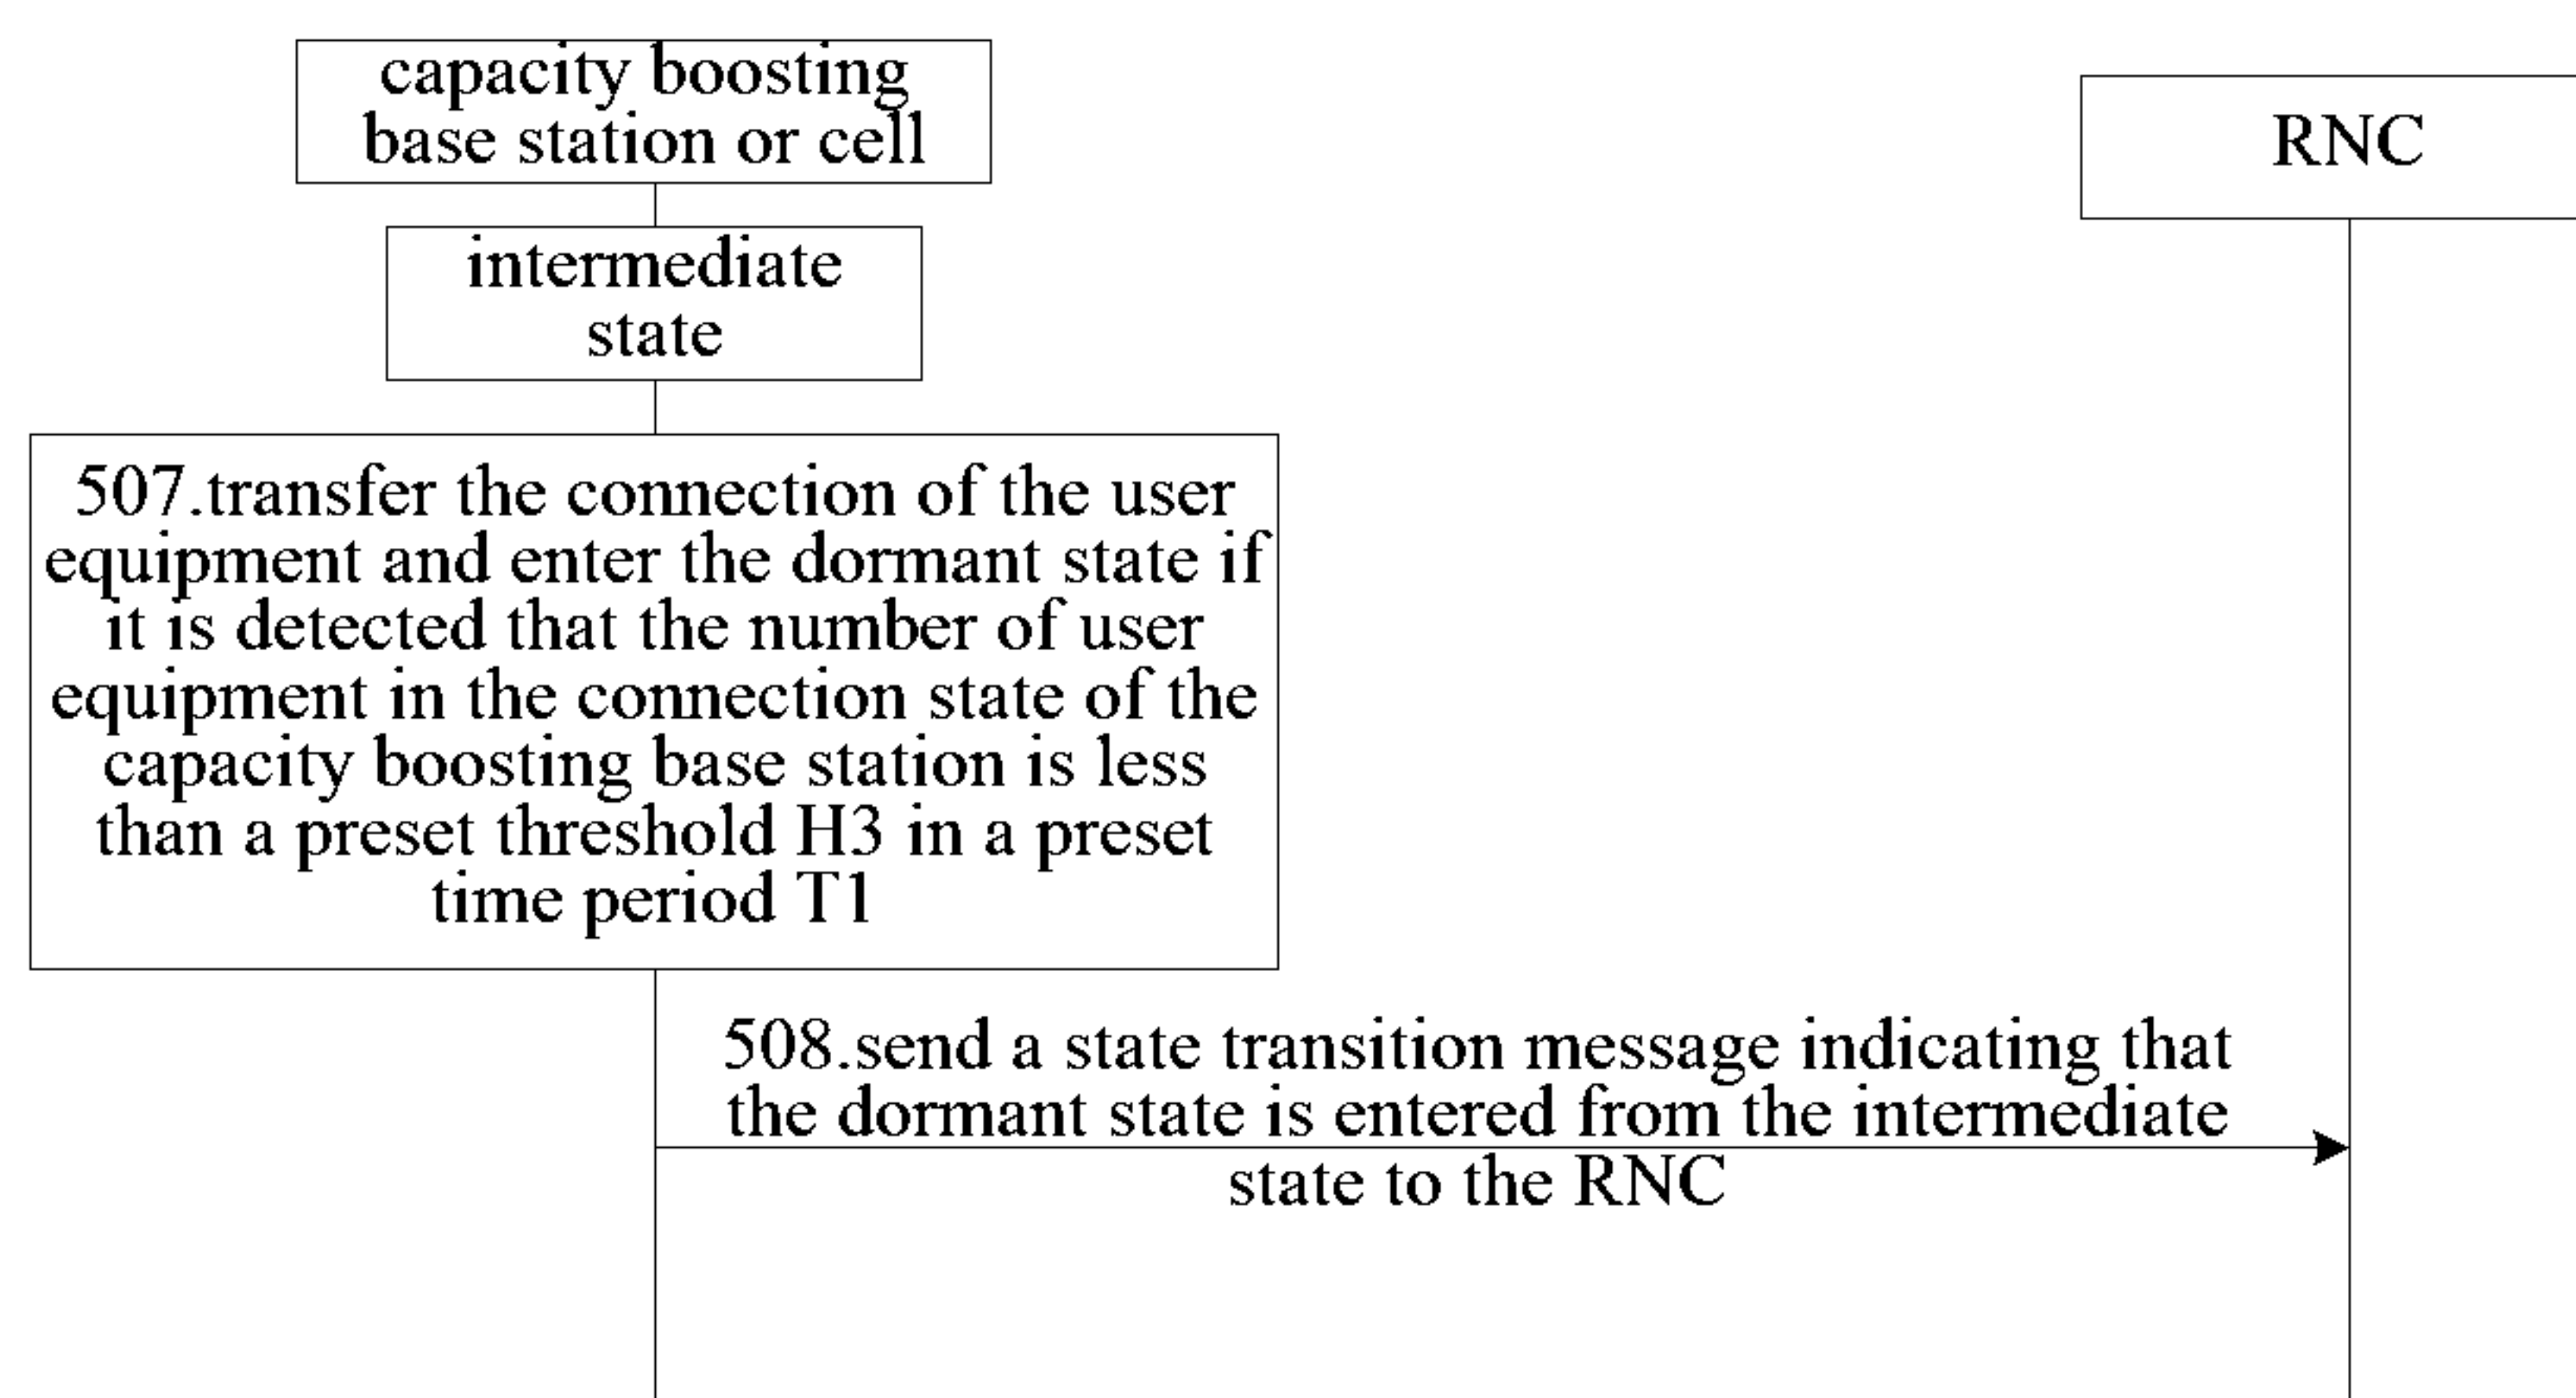 capacity boosting
base station or cell
RNC
intermediate
state
507.transfer the connection of the user
equipment and enter the dormant state if
it is detected that the number of user
equipment in the connection state of the
capacity boosting base station is less
than a preset threshold H3 in a preset
time period T1
508.send a state transition message indicating that
the dormant state is entered from the intermediate
state to the RNC